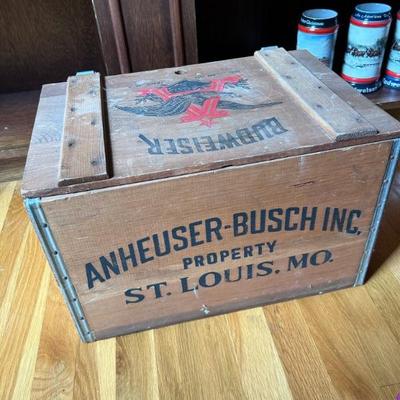 BUDWEISER
ANHEUSER-BUSCH INC.
PROPERTY
ST. LOUIS, MO.